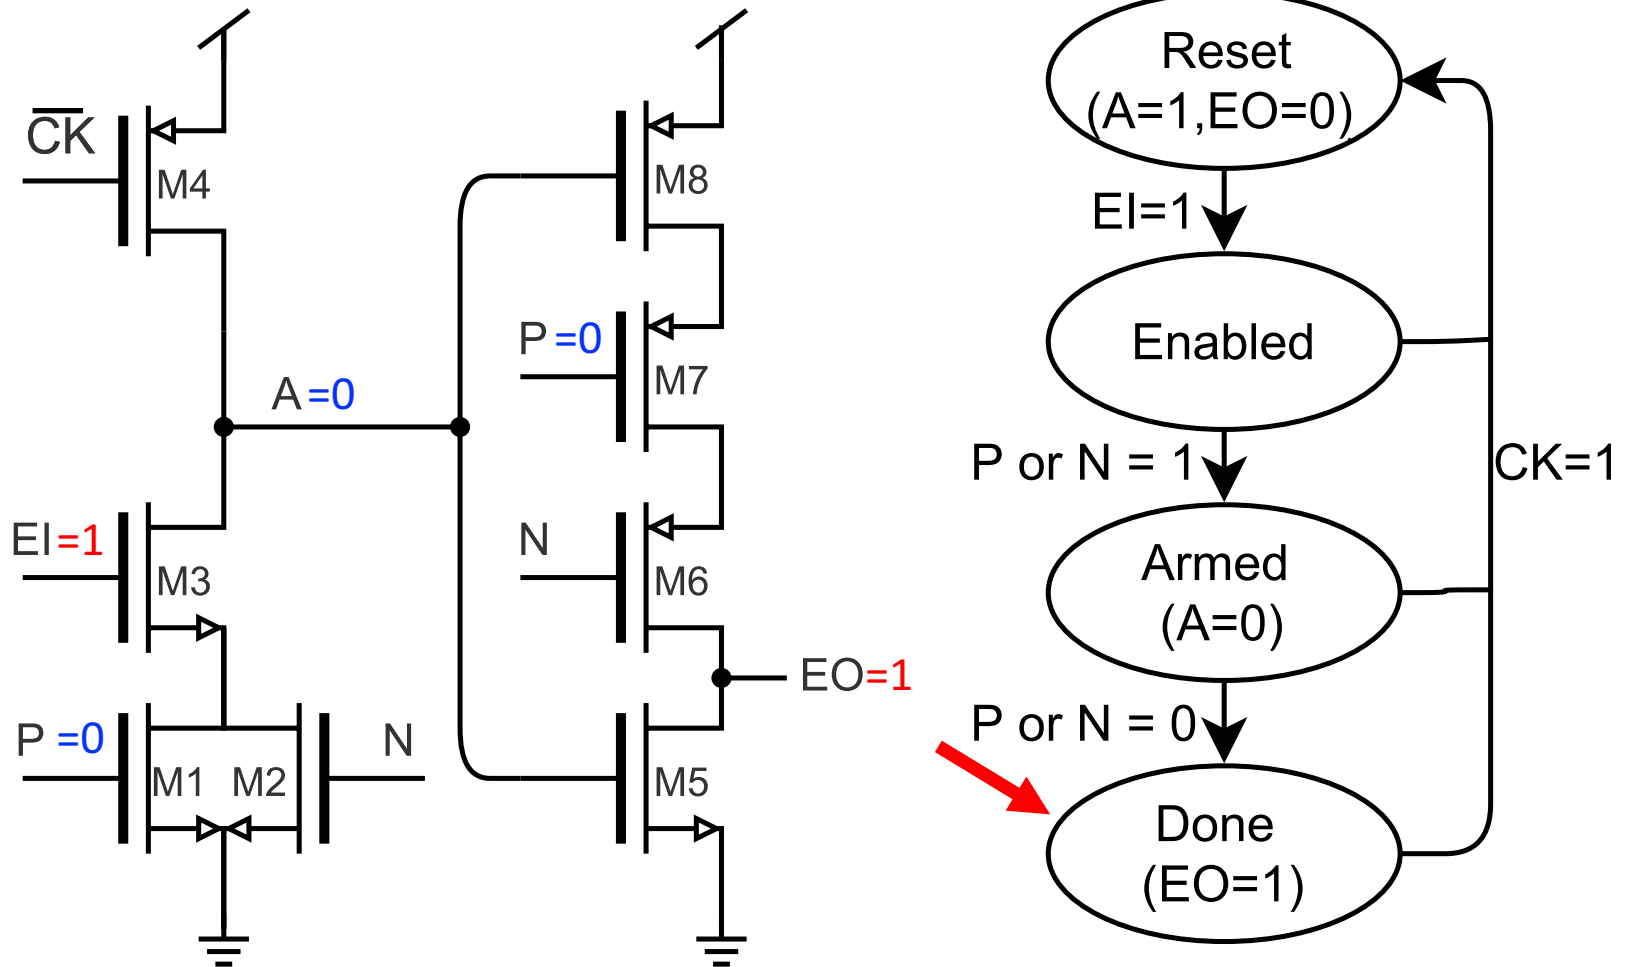 CK
M4
M8
P=0
M7
A=0
EI=1
M3
N
M6
EO=1
P=0
M1
M2
N
M5
Reset
(A=1,EO=0)
EI=1
Enabled
P or N = 1
CK=1
Armed
(A=0)
P or N = 0
Done
(EO=1)